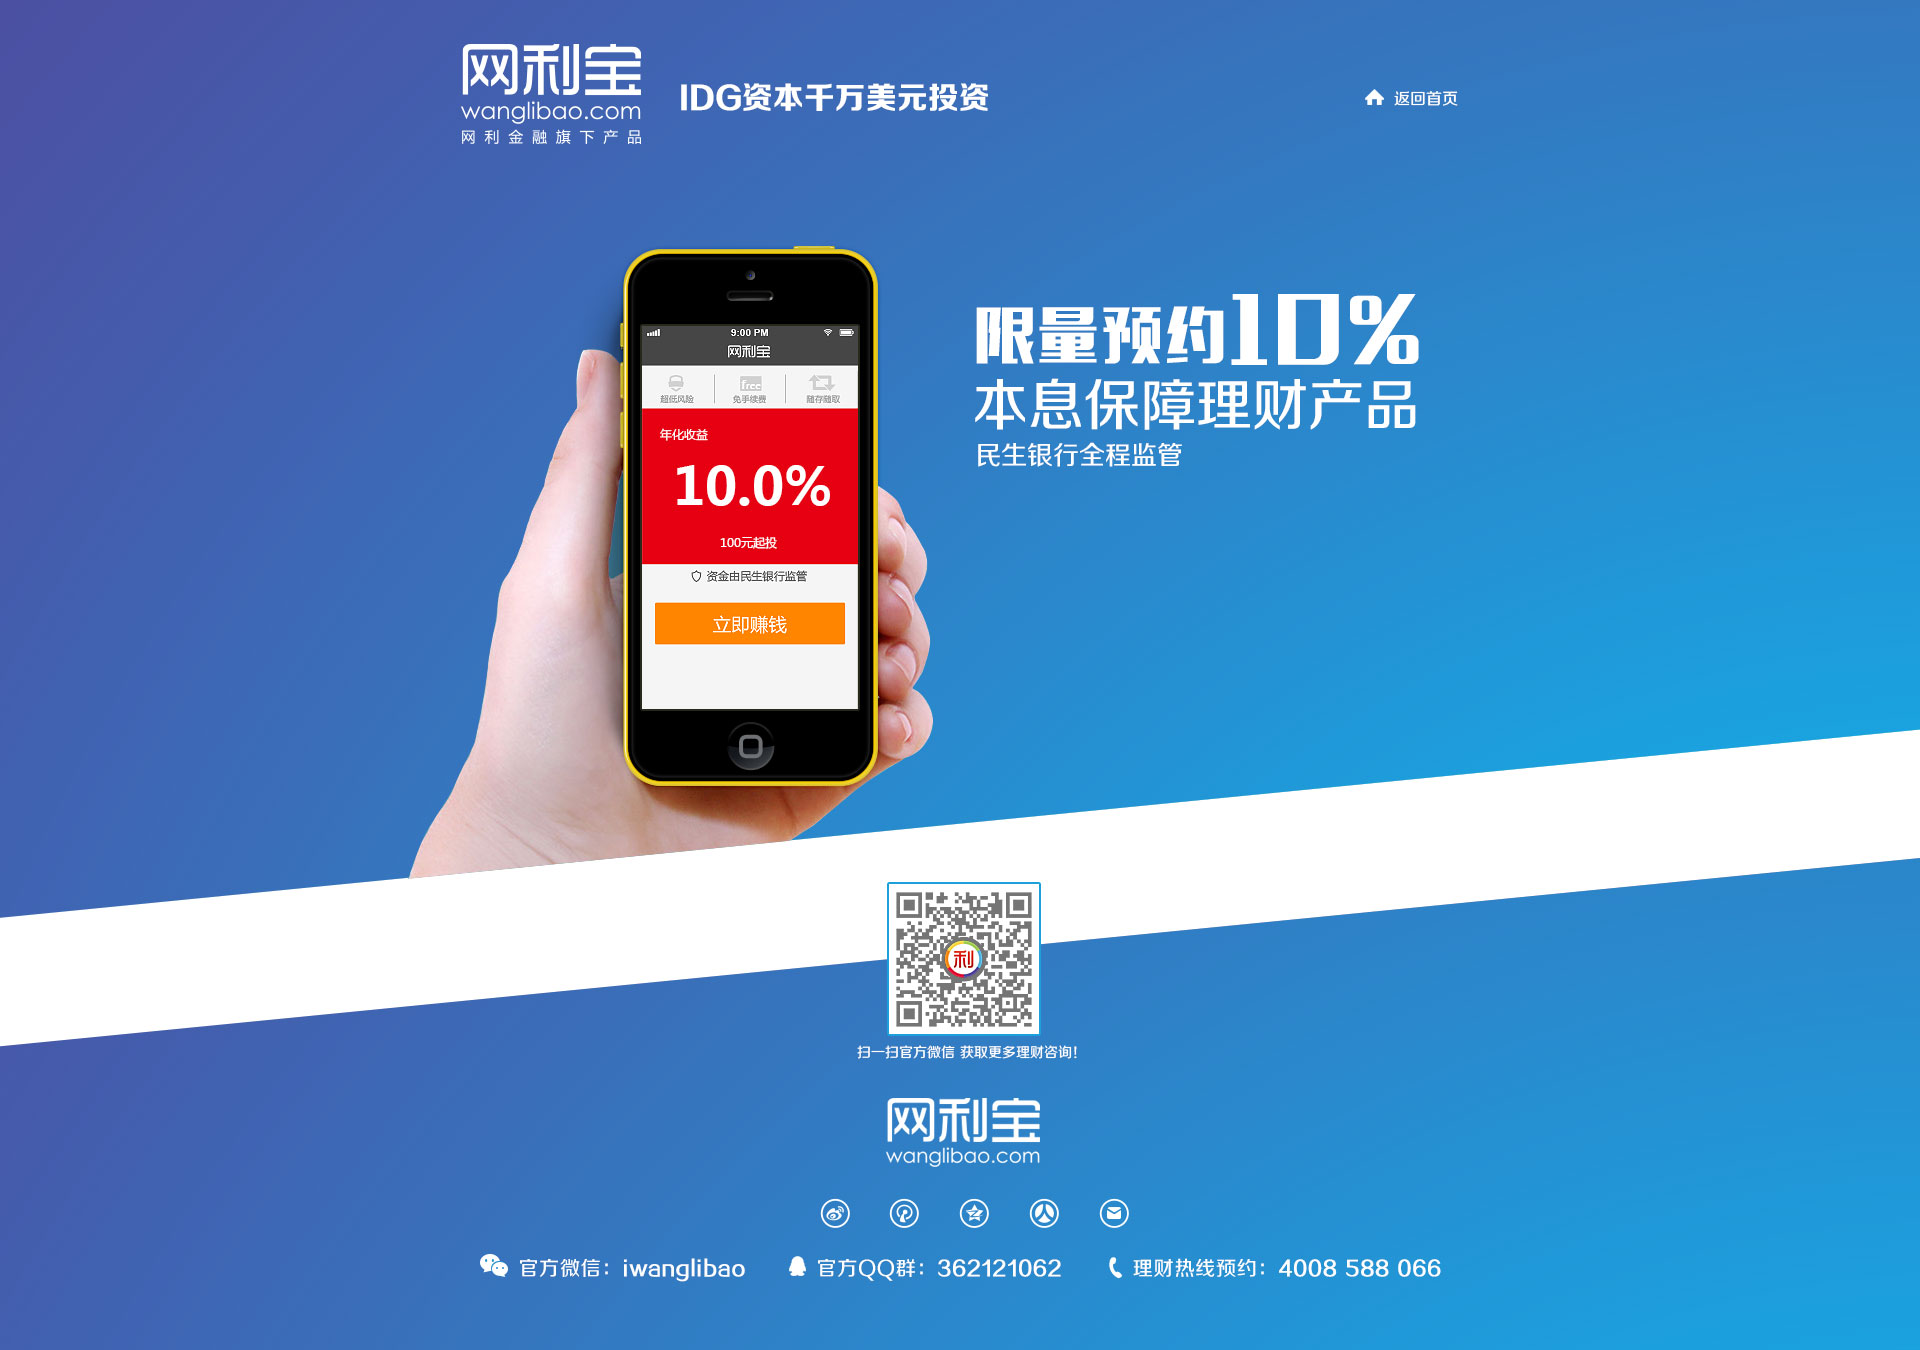 网利宝
wanglibao.com
网利金融旗下产品
IDG资本千万美元投资
返回首页
9:00 PM
网利宝
超低风险
free
免手续费
随存随取
年化收益
10.0%
100元起投
资金由民生银行监管
立即赚钱
限量预约10%
本息保障理财产品
民生银行全程监管
利
扫一扫官方微信 获取更多理财咨询!
网利宝
wanglibao.com
官方微信：iwanglibao
官方QQ群：362121062
理财热线预约：4008 588 066